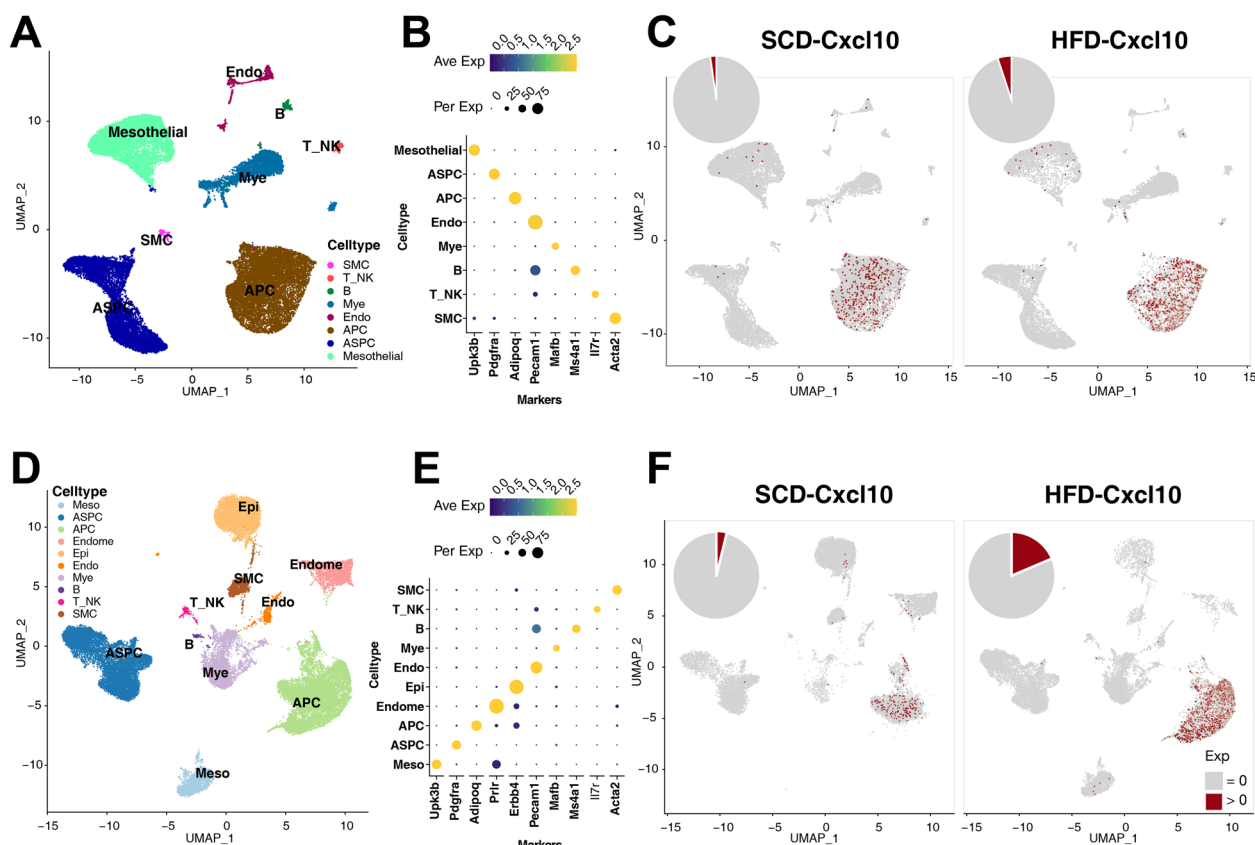 A
UMAP_2
10
0
−10
−10
−5
0
5
10
UMAP_1
Endo
B
Mesothelial
T_NK
Mye
SMC
ASPC
APC
Celltype
SMC
T_NK
B
Mye
Endo
APC
ASPC
Mesothelial
B
0.0
0.5
1.0
1.5
2.0
2.5
Ave Exp
0
25
50
75
Per Exp
Celltype
Mesothelial
ASPC
APC
Endo
Mye
B
T_NK
SMC
Upk3b
Pdgfra
Adipoq
Pecam1
Mafb
Ms4a1
Il7r
Acta2
Markers
C
SCD-Cxcl10
HFD-Cxcl10
UMAP_2
10
0
−10
−10
−5
0
5
10
15
UMAP_1
−10
−5
0
5
10
15
UMAP_1
D
Celltype
Meso
ASPC
APC
Endome
Epi
Endo
Mye
B
T_NK
SMC
UMAP_2
10
5
0
−5
−10
−15
−10
−5
0
5
10
UMAP_1
Epi
Endome
SMC
T_NK
Endo
ASPC
B
Mye
APC
Meso
E
0.0
0.5
1.0
1.5
2.0
2.5
Ave Exp
0
25
50
75
Per Exp
Celltype
SMC
T_NK
B
Mye
Endo
Epi
Endome
APC
ASPC
Meso
Upk3b
Pdgfra
Adipoq
Prlr
Erbb4
Pecam1
Mafb
Ms4a1
Il7r
Acta2
Markers
F
SCD-Cxcl10
HFD-Cxcl10
UMAP_2
10
5
0
−5
−10
−15
−10
−5
0
5
10
UMAP_1
−15
−10
−5
0
5
10
UMAP_1
Exp
= 0
> 0